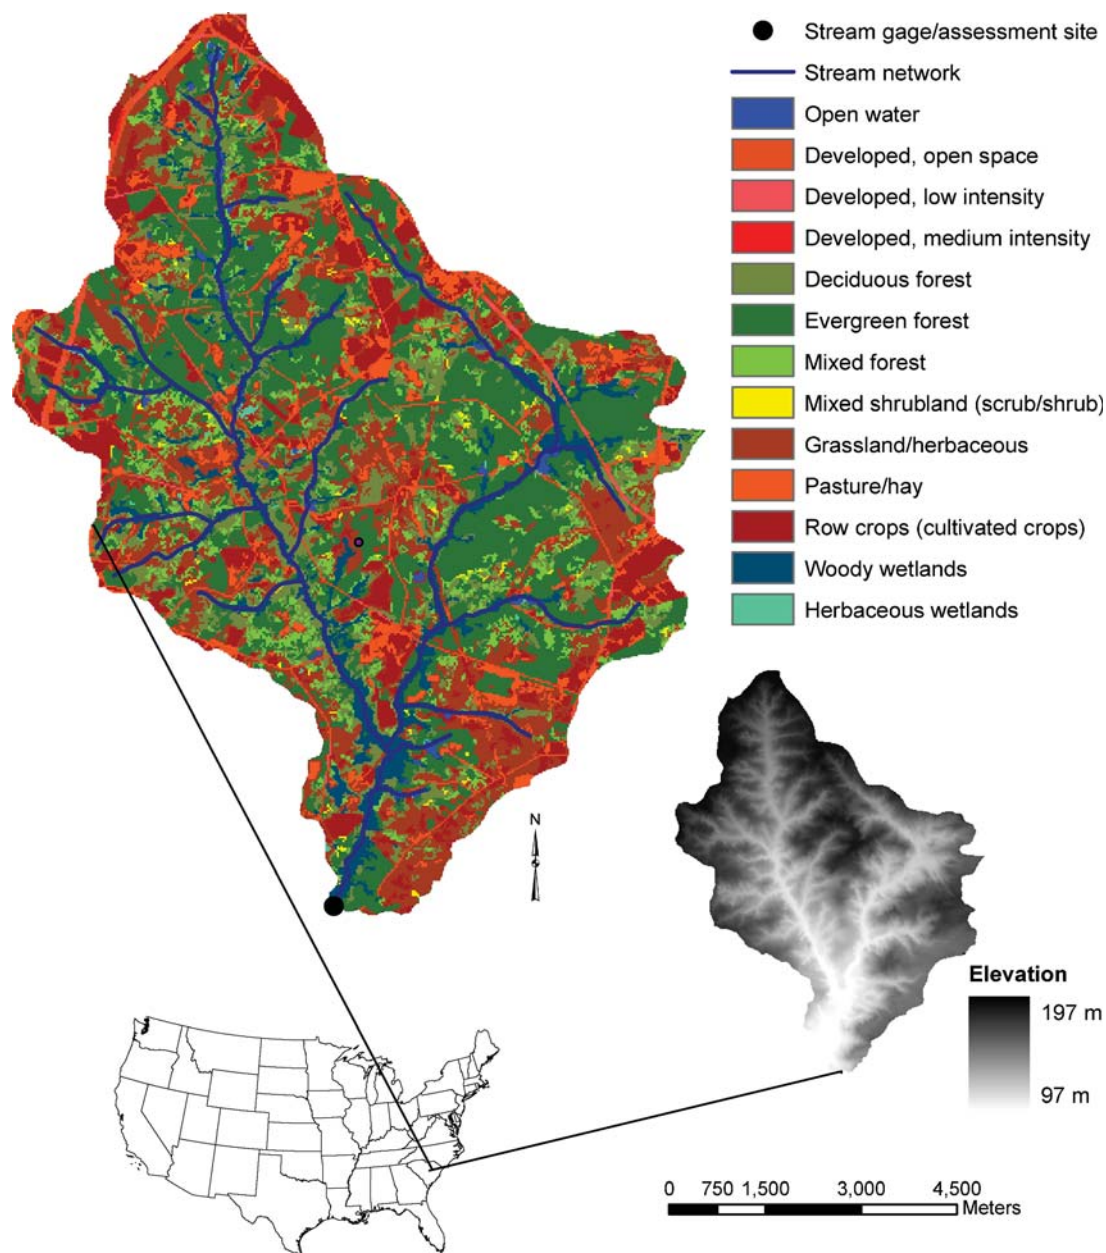 Stream gage/assessment site
Stream network
Open water
Developed, open space
Developed, low intensity
Developed, medium intensity
Deciduous forest
Evergreen forest
Mixed forest
Mixed shrubland (scrub/shrub)
Grassland/herbaceous
Pasture/hay
Row crops (cultivated crops)
Woody wetlands
Herbaceous wetlands
N
Elevation
197 m
97 m
0 750 1,500 3,000 4,500
Meters